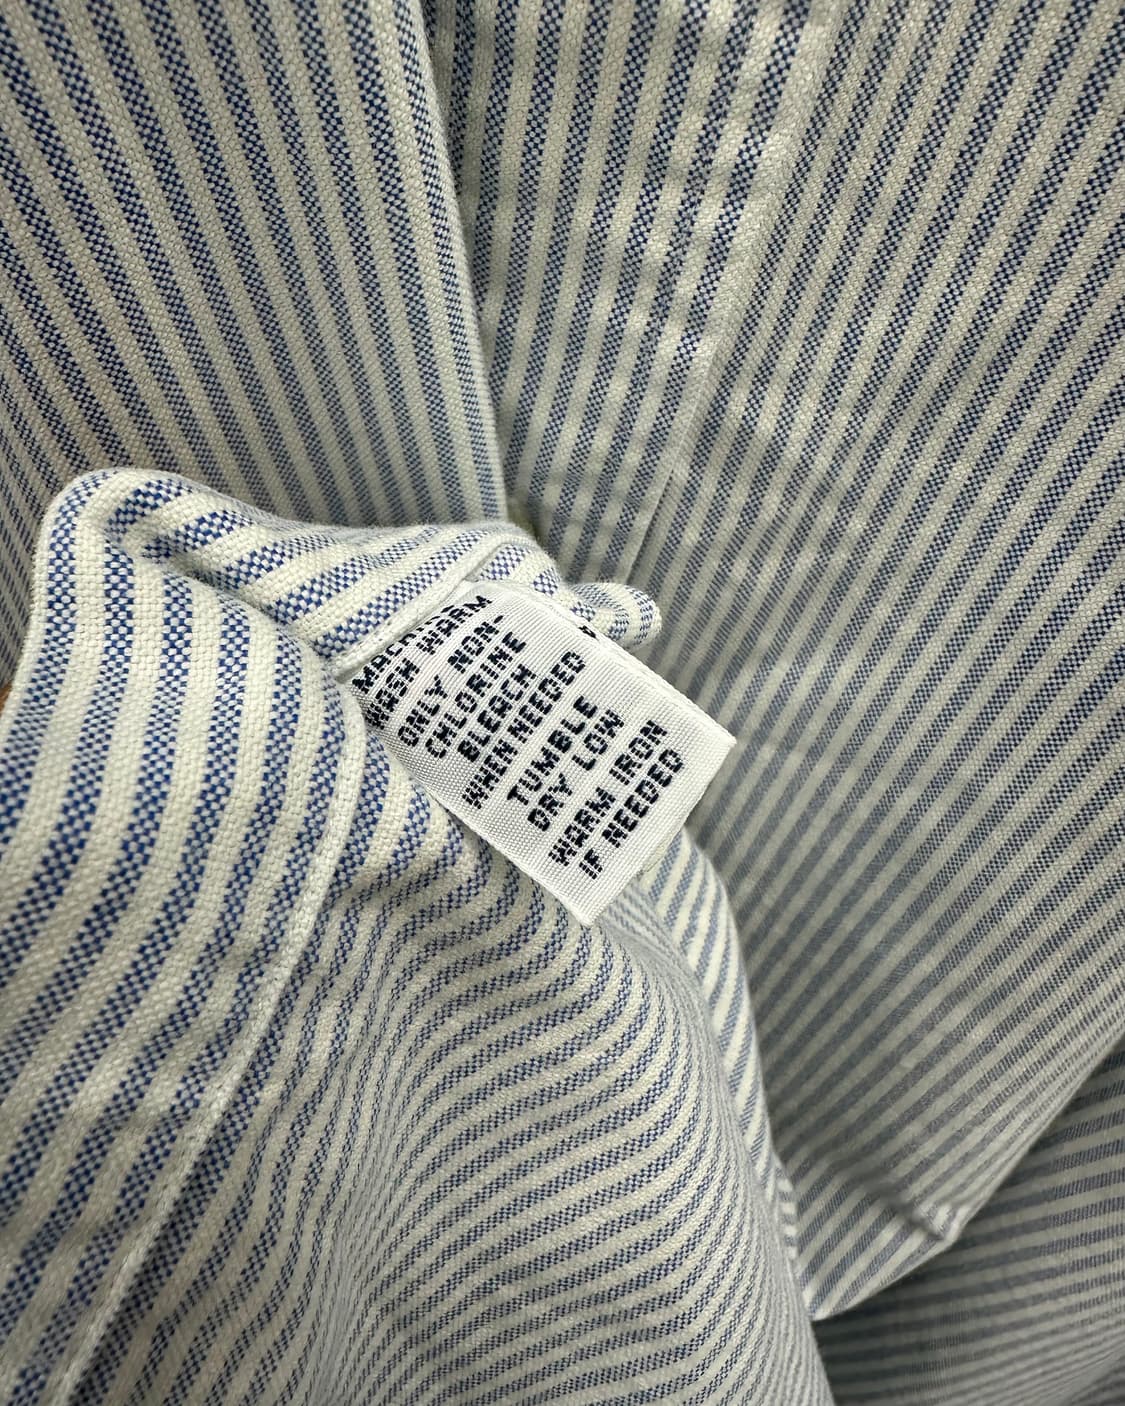 MACHINE
WASH WARM
ONLY NON-
CHLORINE
BLEACH
WHEN NEEDED
TUMBLE
DRY LOW
WARM IRON
IF NEEDED